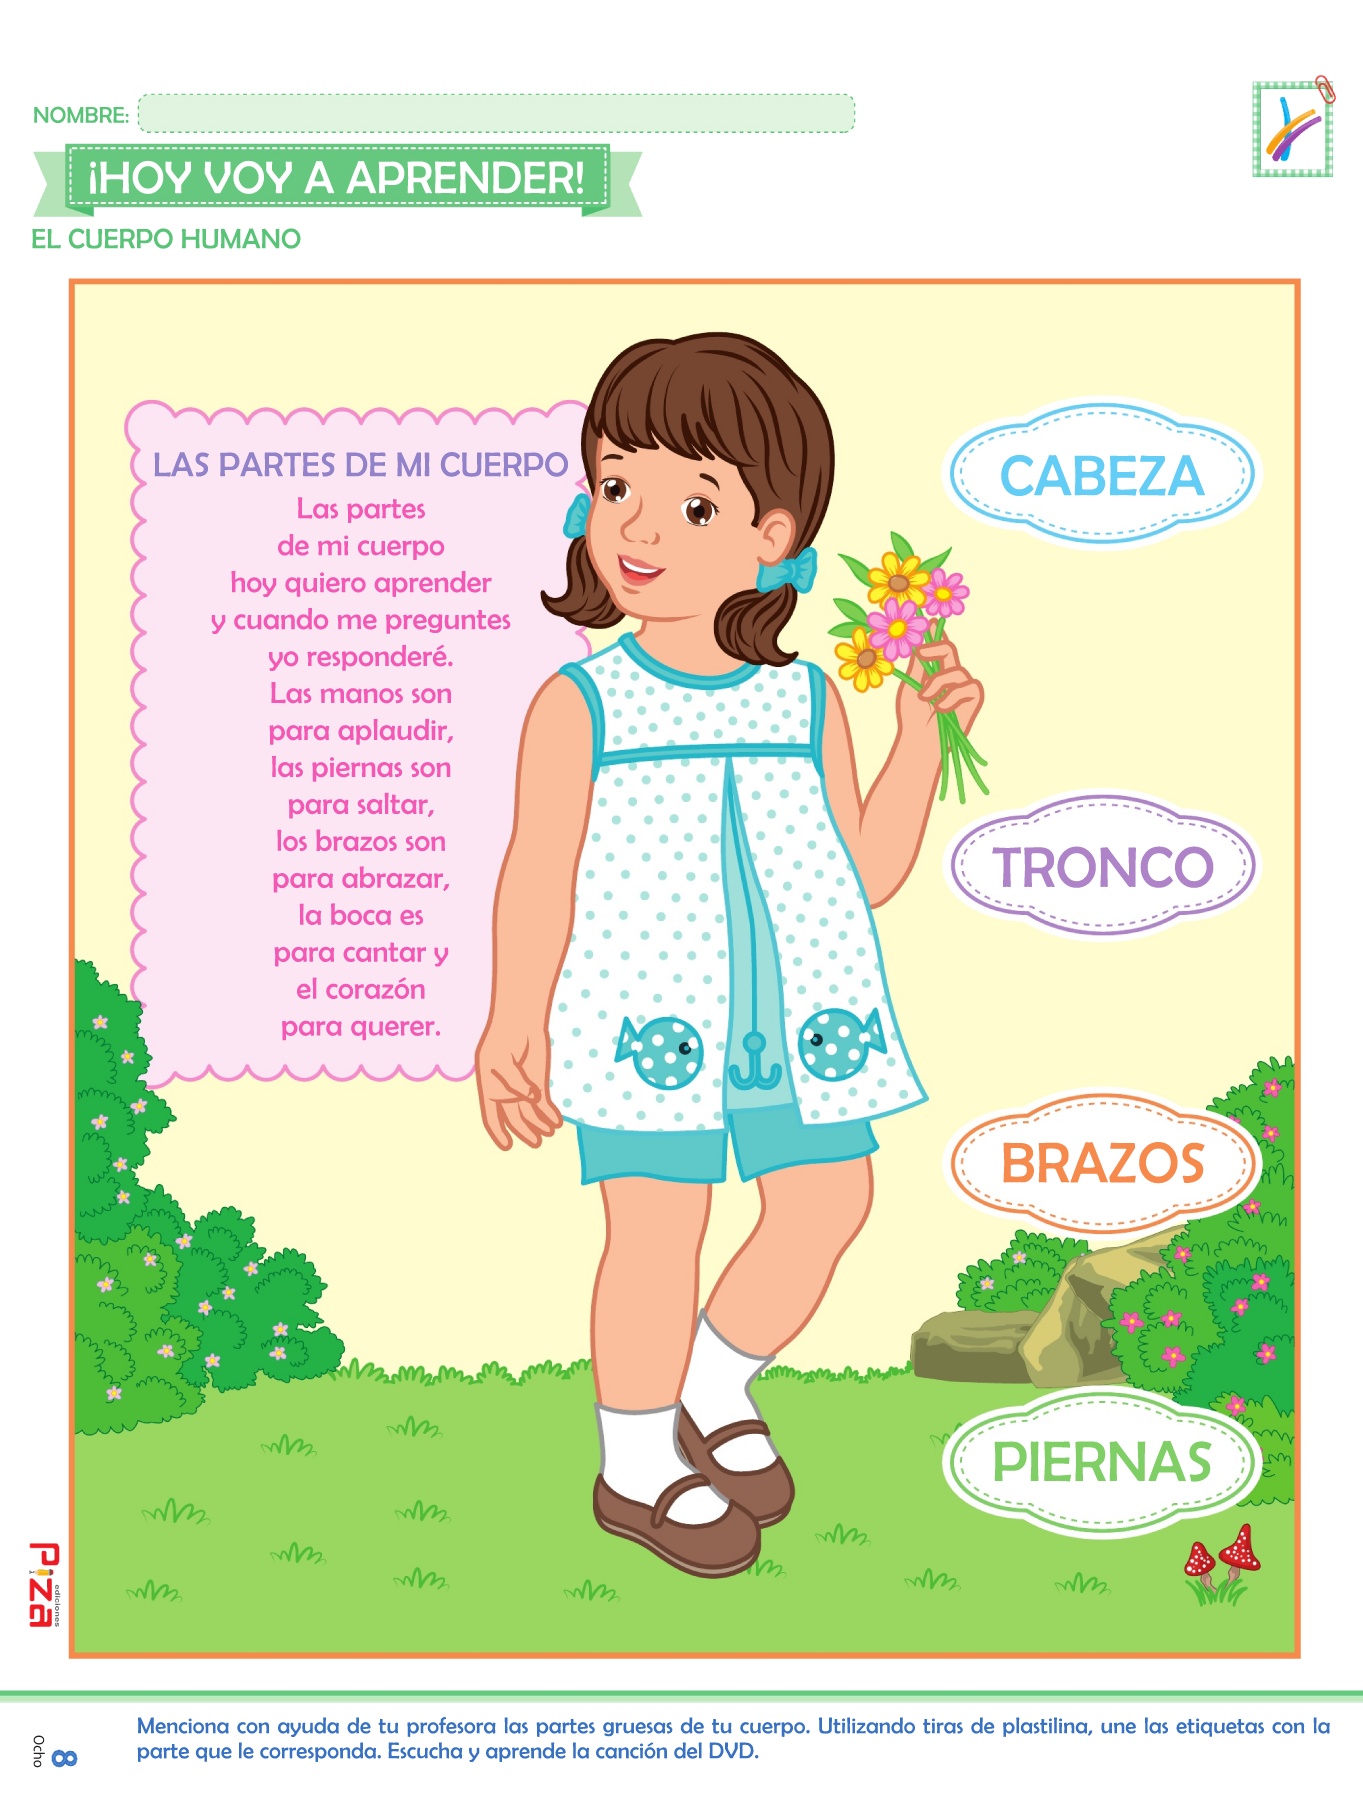 NOMBRE:
¡HOY VOY A APRENDER!
EL CUERPO HUMANO
LAS PARTES DE MI CUERPO
Las partes
de mi cuerpo
hoy quiero aprender
y cuando me preguntes
yo responderé.
Las manos son
para aplaudir,
las piernas son
para saltar,
los brazos son
para abrazar,
la boca es
para cantar y
el corazón
para querer.
CABEZA
TRONCO
BRAZOS
PIERNAS
PIZA
ediciones
Menciona con ayuda de tu profesora las partes gruesas de tu cuerpo. Utilizando tiras de plastilina, une las etiquetas con la
parte que le corresponda. Escucha y aprende la canción del DVD.
Ocho
8